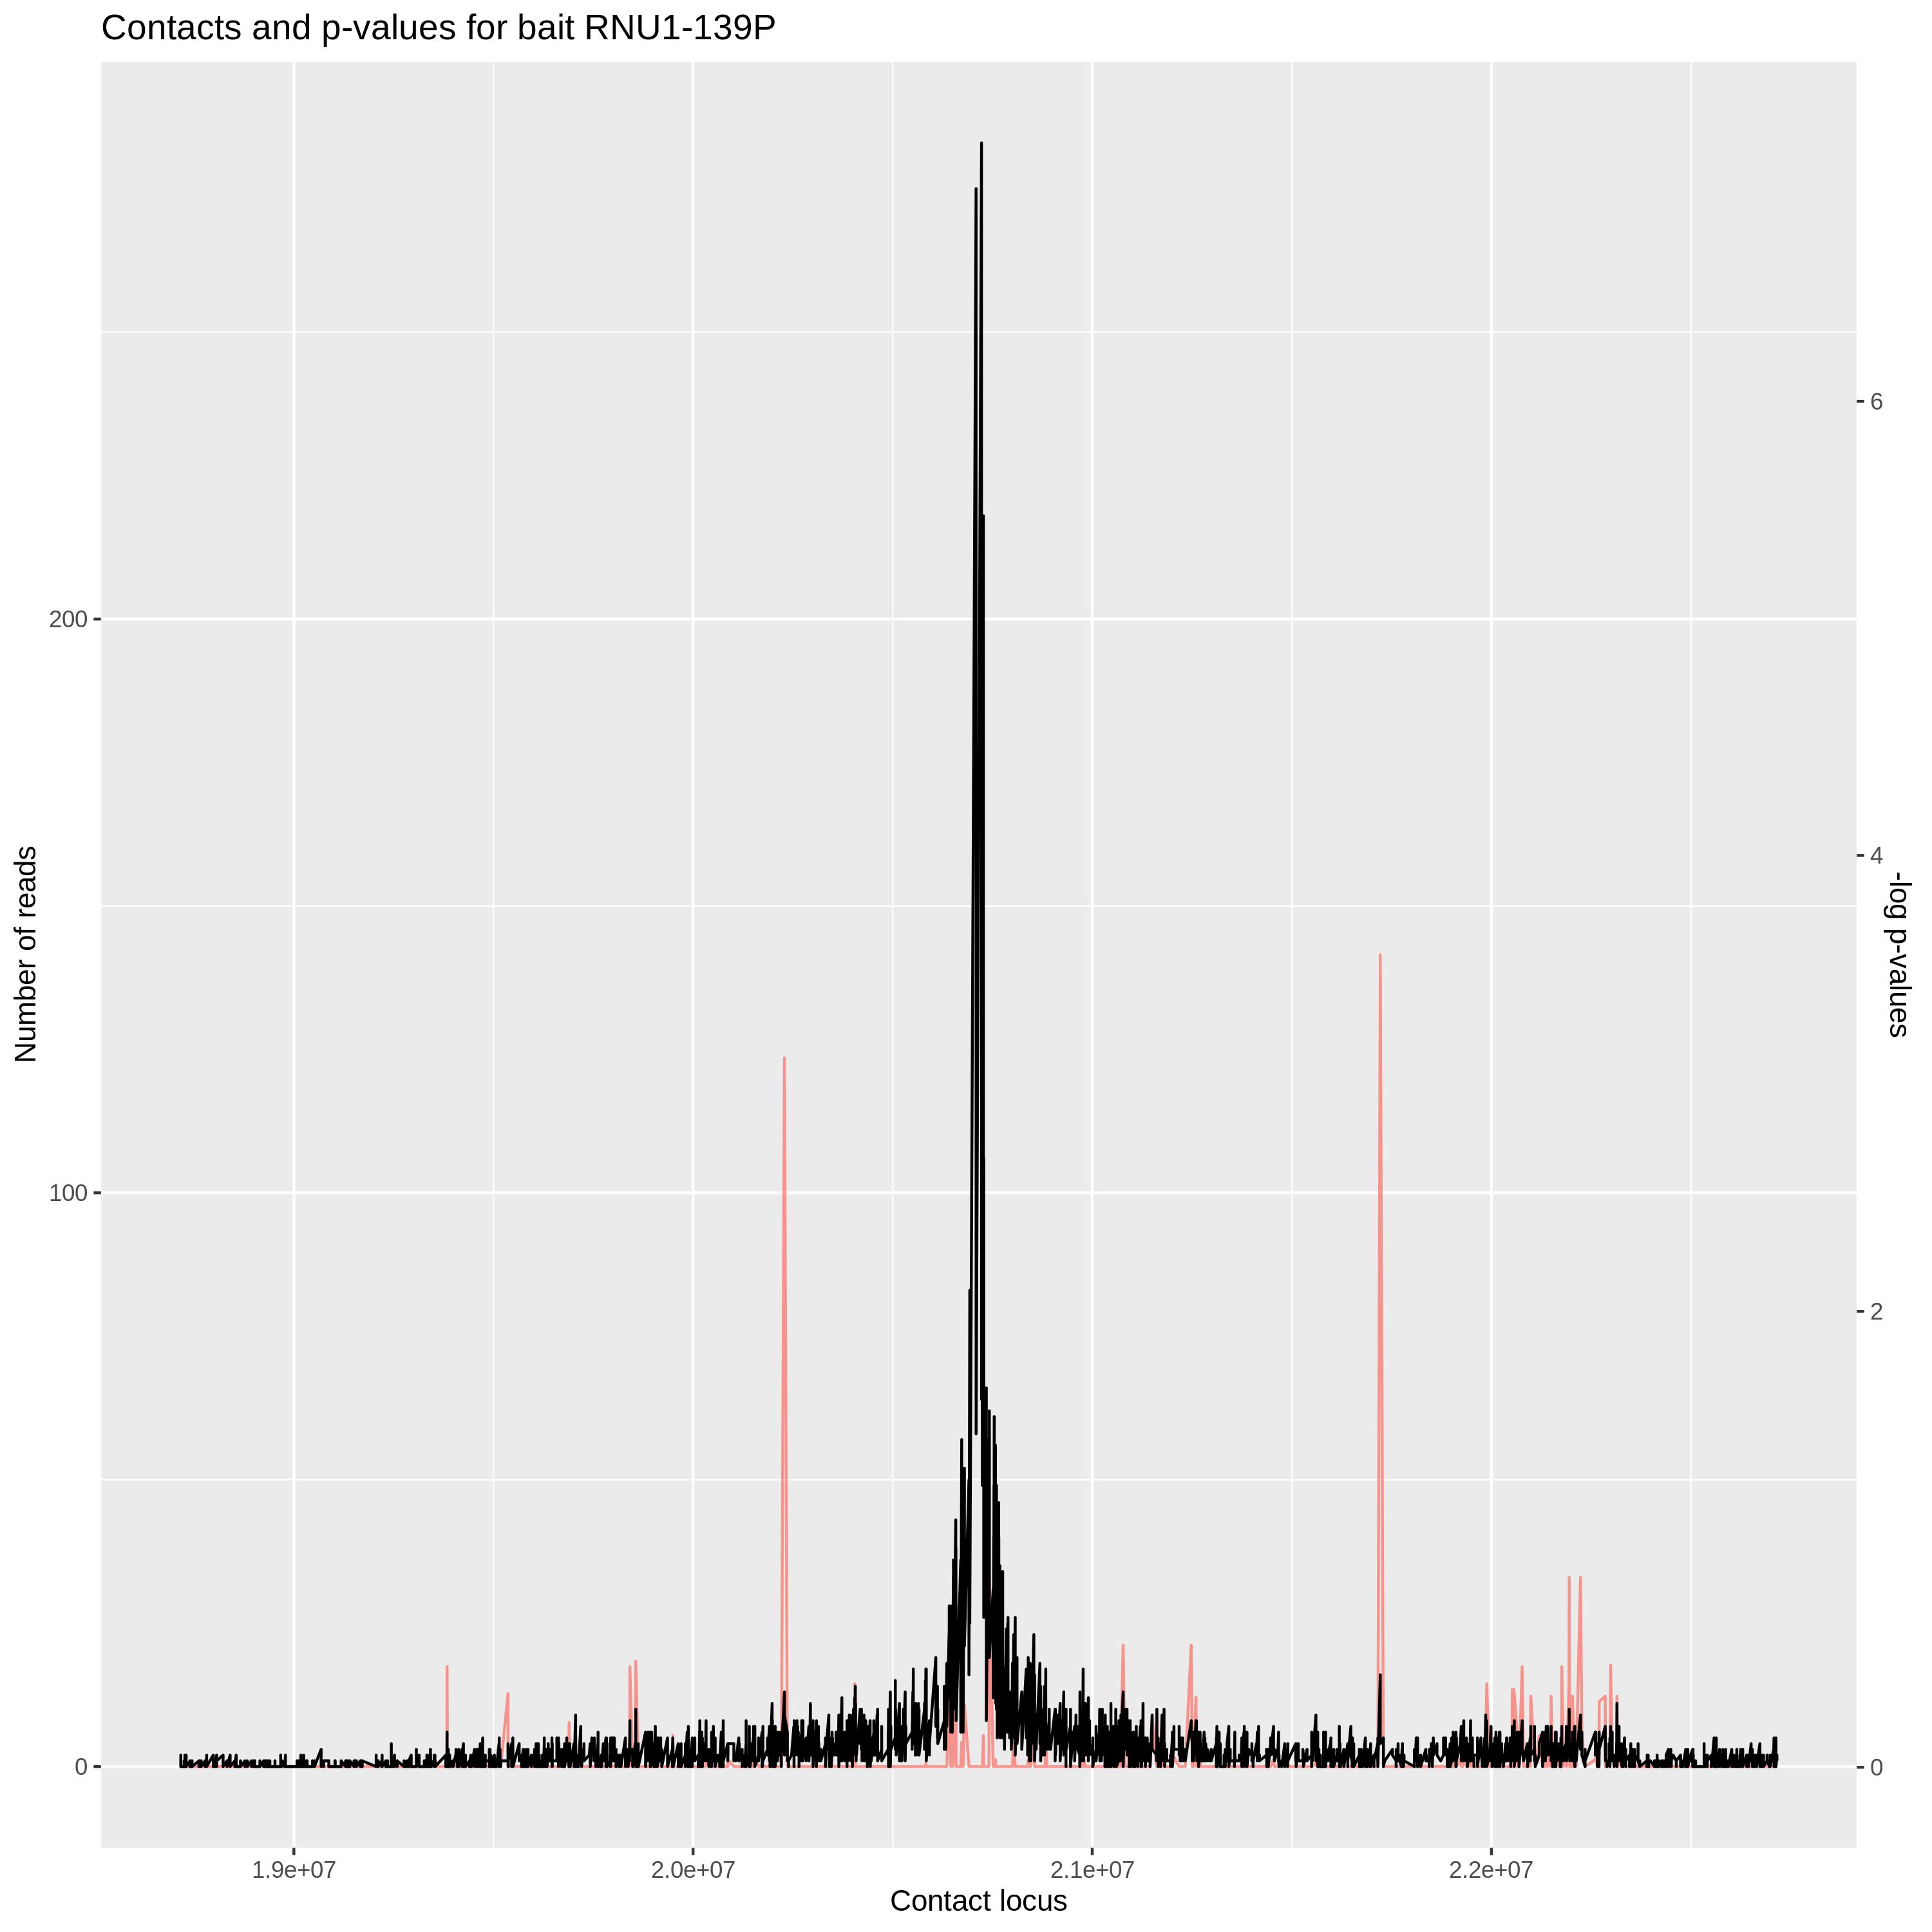 Contacts and p-values for bait RNU1-139P
Number of reads
200
100
0
6
4
2
0
-log p-values
1.9e+07
2.0e+07
2.1e+07
2.2e+07
Contact locus